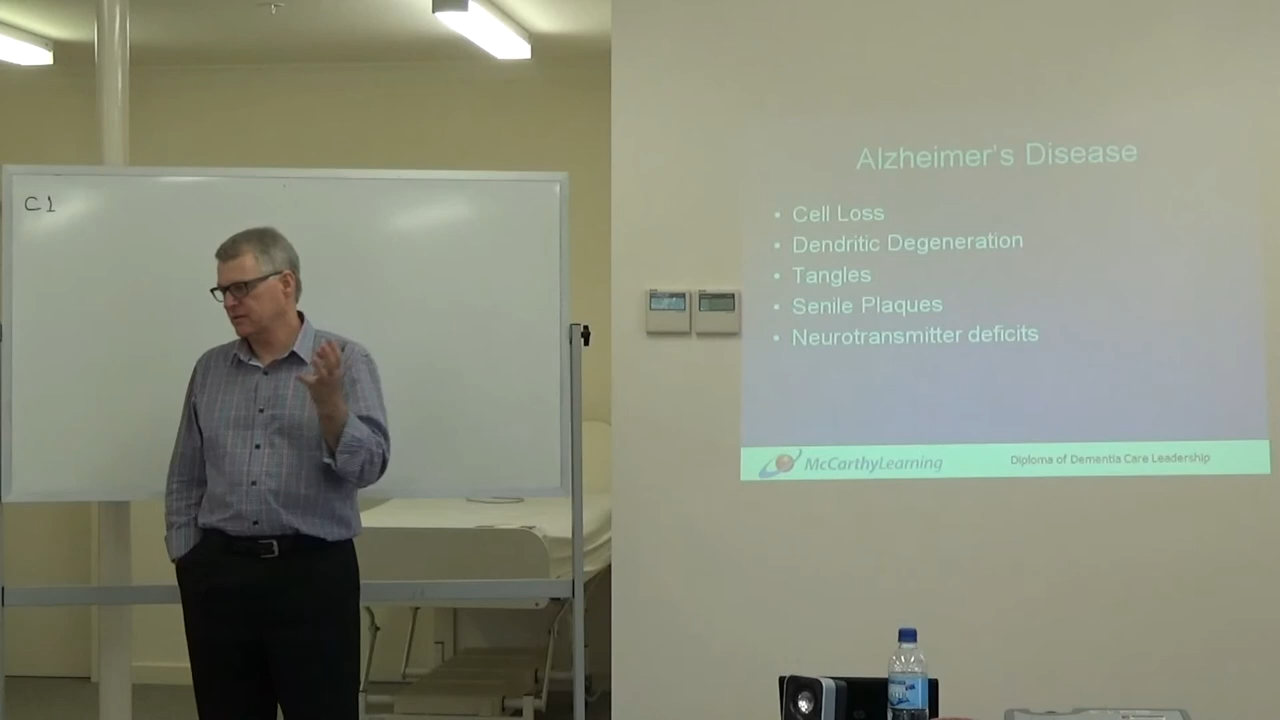 C1
Alzheimer's Disease
• Cell Loss
• Dendritic Degeneration
• Tangles
• Senile Plaques
• Neurotransmitter deficits
McCarthyLearning
Diploma of Dementia Care Leadership